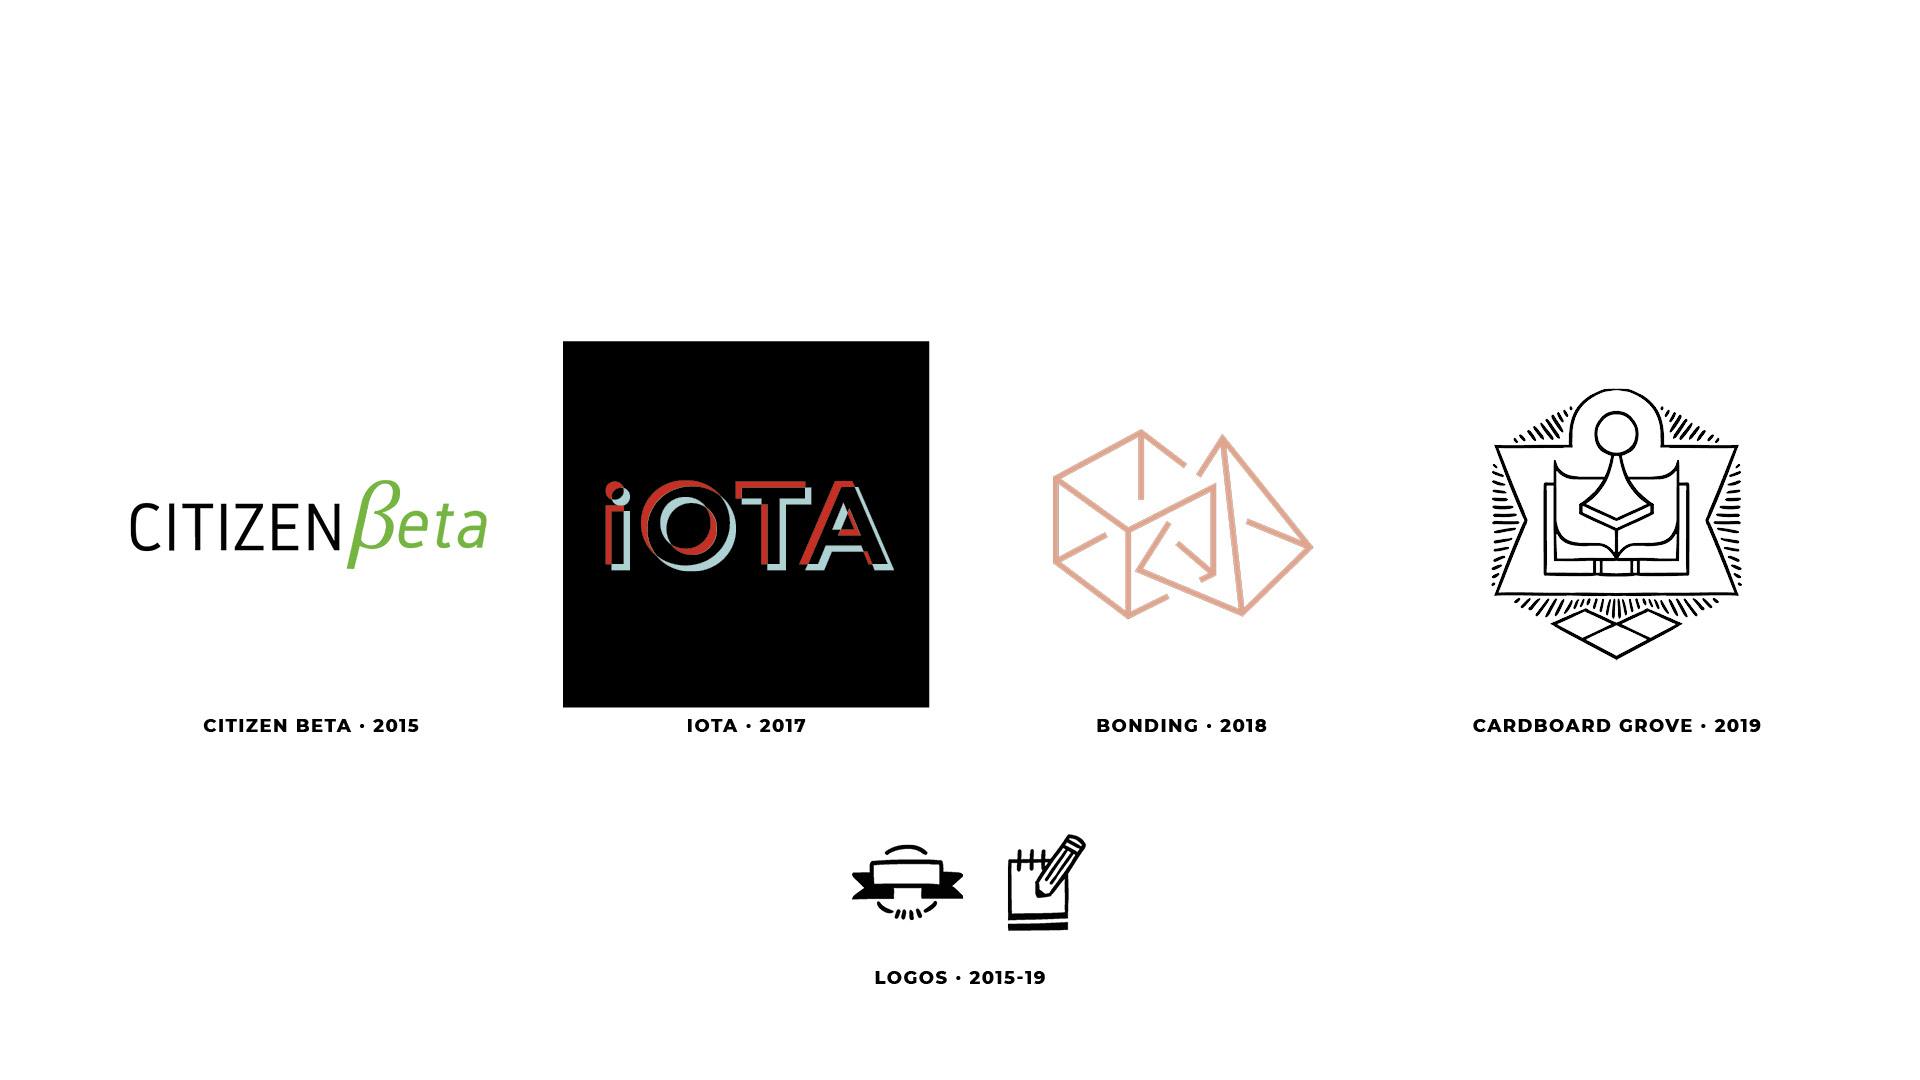 CITIZEN βeta
iOTA
CITIZEN BETA · 2015
IOTA · 2017
BONDING · 2018
CARDBOARD GROVE · 2019
LOGOS · 2015-19